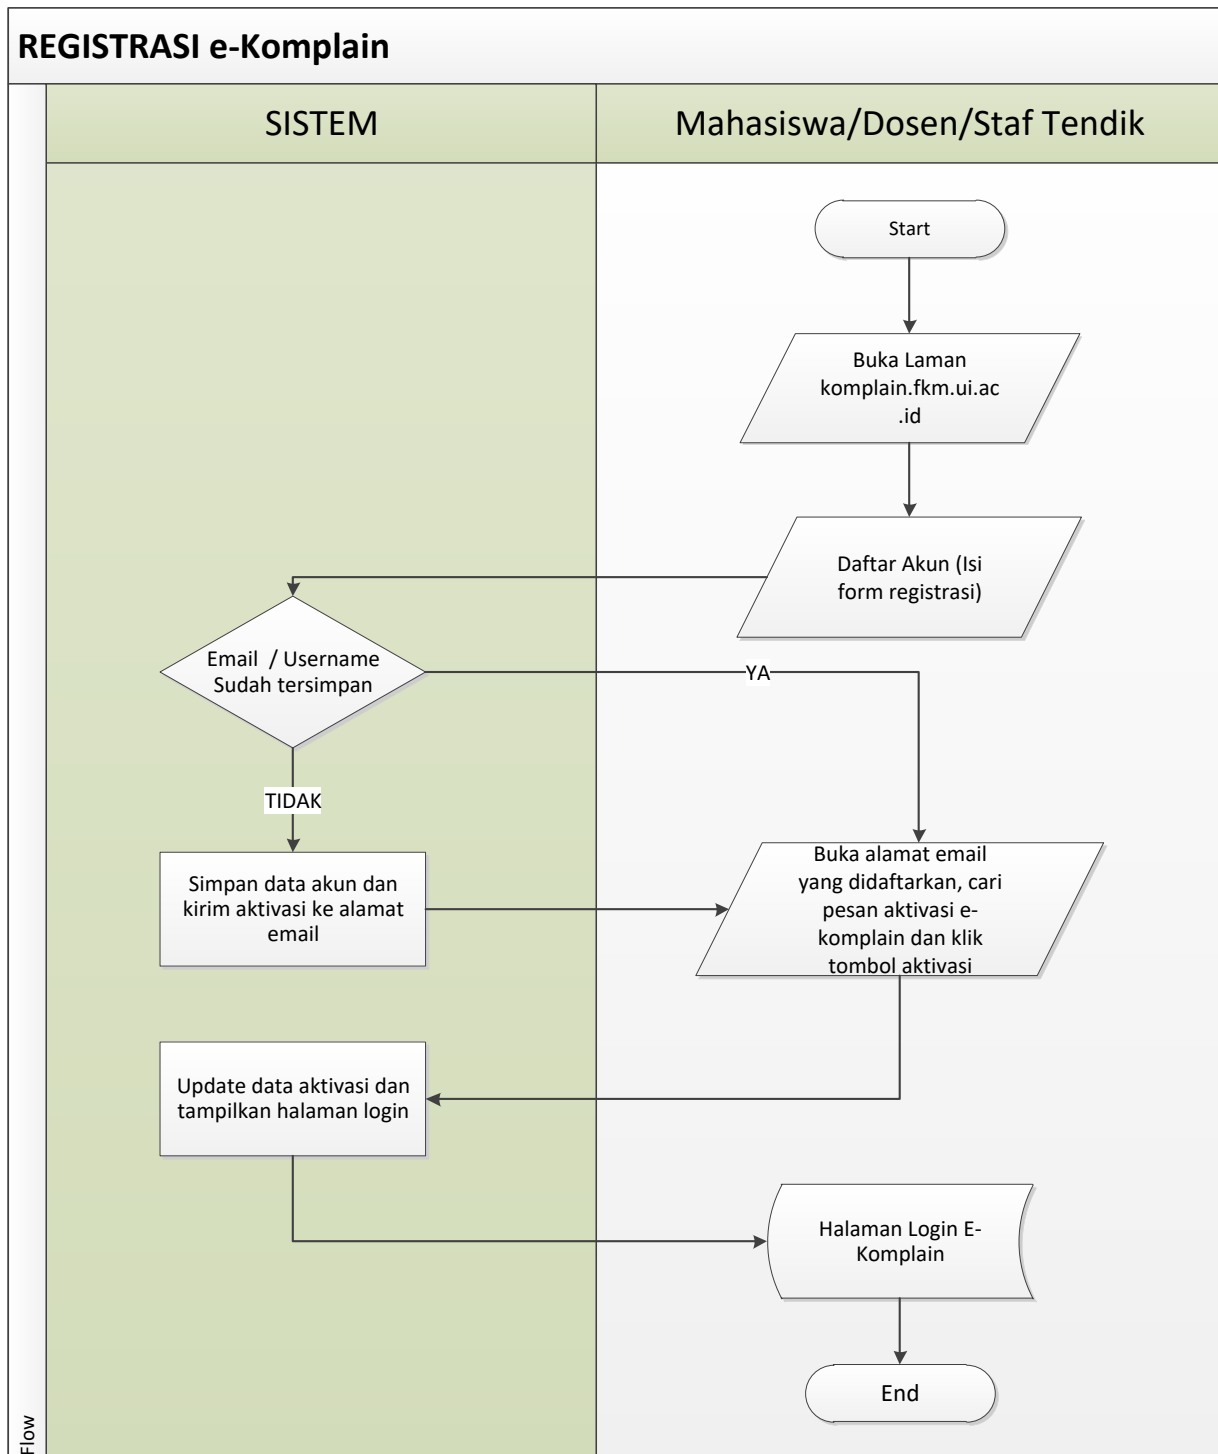 REGISTRASI e-Komplain
SISTEM
Mahasiswa/Dosen/Staf Tendik
Start
Buka Laman
komplain.fkm.ui.ac
.id
Daftar Akun (Isi
form registrasi)
Email / Username
Sudah tersimpan
YA
TIDAK
Simpan data akun dan
kirim aktivasi ke alamat
email
Buka alamat email
yang didaftarkan, cari
pesan aktivasi e-
komplain dan klik
tombol aktivasi
Update data aktivasi dan
tampilkan halaman login
Halaman Login E-
Komplain
End
Flow